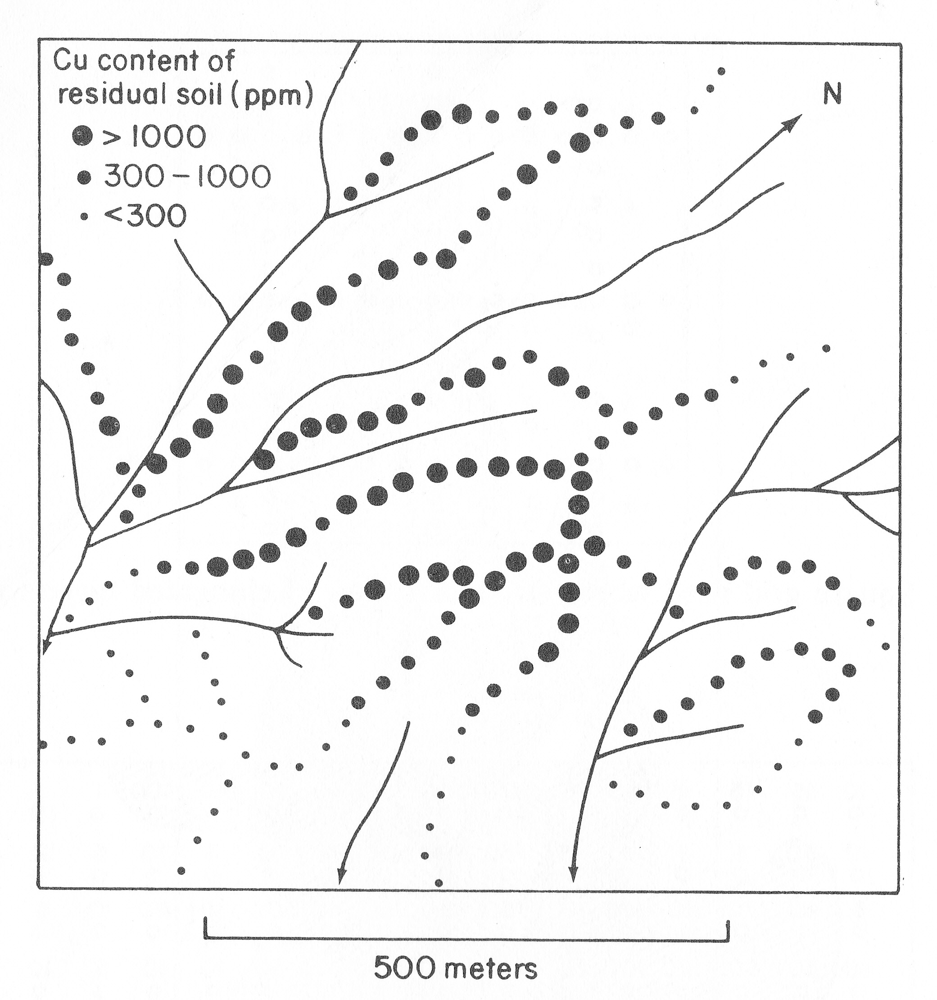 Cu content of
residual soil (ppm)
> 1000
300 – 1000
< 300
N
500 meters